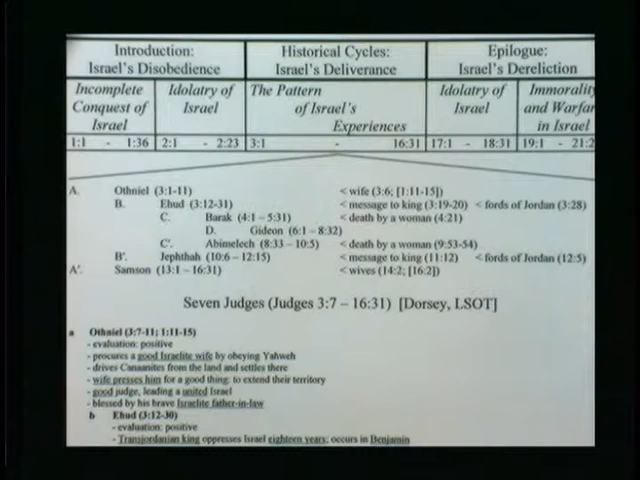 Introduction: Historical Cycles: Epilogue:
Israel's Disobedience Israel's Deliverance Israel's Dereliction
Incomplete Idolatry of The Pattern Idolatry of Immorality
Conquest of Israel of Israel's Israel and Warfar
Israel Experiences in Israel
1:1 - 1:36 2:1 - 2:23 3:1 - 16:31 17:1 - 18:31 19:1 - 21:2
A. Othniel (3:1-11) < wife (3:6; [1:11-15])
B. Ehud (3:12-31) < message to king (3:19-20) < fords of Jordan (3:28)
C. Barak (4:1 – 5:31) < death by a woman (4:21)
D. Gideon (6:1 – 8:32)
C'. Abimelech (8:33 – 10:5) < death by a woman (9:53-54)
B'. Jephthah (10:6 – 12:15) < message to king (11:12) < fords of Jordan (12:5)
A'. Samson (13:1 – 16:31) < wives (14:2; [16:2])
Seven Judges (Judges 3:7 – 16:31) [Dorsey, LSOT]
a Othniel (3:7-11; 1:11-15)
- evaluation: positive
- procures a good Israelite wife by obeying Yahweh
- drives Canaanites from the land and settles there
- wife presses him for a good thing: to extend their territory
- good judge, leading a united Israel
- blessed by his brave Israelite father-in-law
b Ehud (3:12-30)
- evaluation: positive
- Transjordanian king oppresses Israel eighteen years; occurs in Benjamin